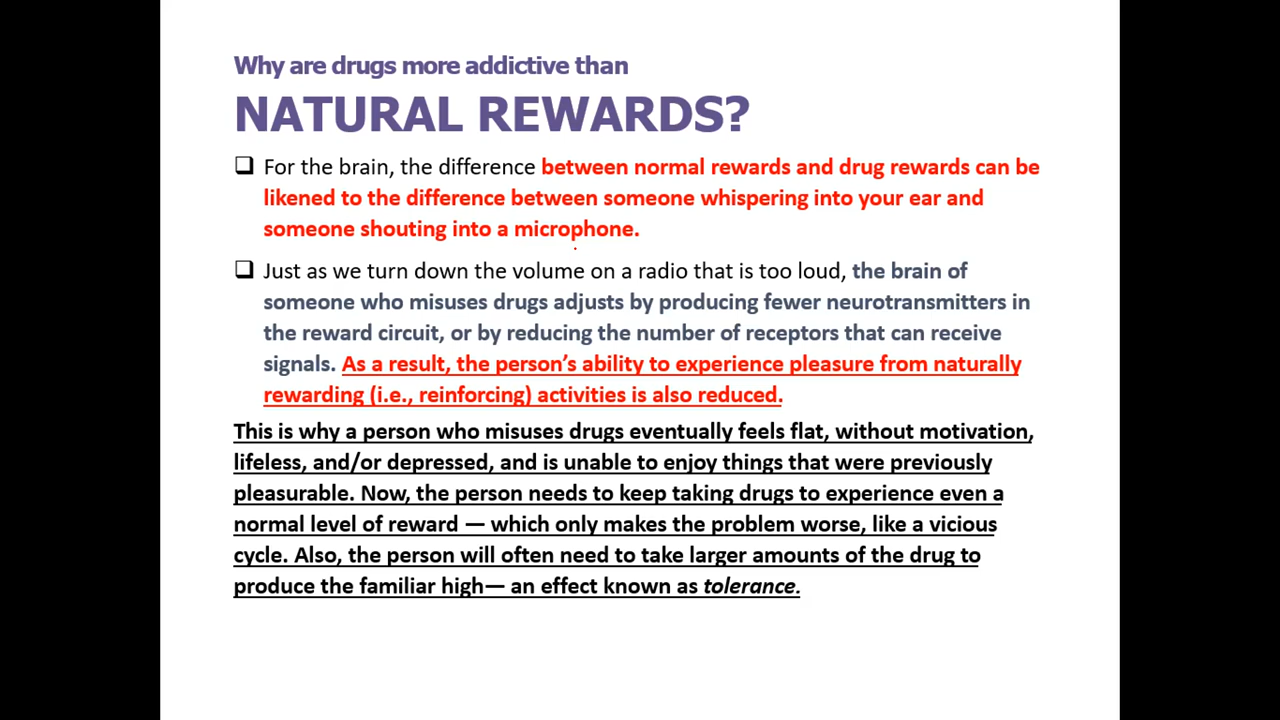 Why are drugs more addictive than
NATURAL REWARDS?
❑ For the brain, the difference between normal rewards and drug rewards can be
likened to the difference between someone whispering into your ear and
someone shouting into a microphone.
❑ Just as we turn down the volume on a radio that is too loud, the brain of
someone who misuses drugs adjusts by producing fewer neurotransmitters in
the reward circuit, or by reducing the number of receptors that can receive
signals. As a result, the person’s ability to experience pleasure from naturally
rewarding (i.e., reinforcing) activities is also reduced.
This is why a person who misuses drugs eventually feels flat, without motivation,
lifeless, and/or depressed, and is unable to enjoy things that were previously
pleasurable. Now, the person needs to keep taking drugs to experience even a
normal level of reward — which only makes the problem worse, like a vicious
cycle. Also, the person will often need to take larger amounts of the drug to
produce the familiar high— an effect known as tolerance.